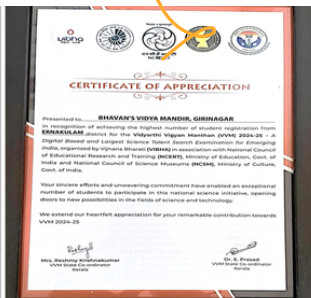 VIBHA
NCERT
CERTIFICATE OF APPRECIATION
Presented to BHAVAN'S VIDYA MANDIR, GIRINAGAR
in recognition of achieving the highest number of student registration from
ERNAKULAM district for the Vidyarthi Vigyan Manthan (VVM) 2024-25 - A
Digital Based and Largest Science Talent Search Examination for Emerging
India, organized by Vijnana Bharati (VIBHA) in association with National Council
of Educational Research and Training (NCERT), Ministry of Education, Govt. of
India and National Council of Science Museums (NCSM), Ministry of Culture,
Govt. of India.
Your sincere efforts and unwavering commitment have enabled an exceptional
number of students to participate in this national science initiative, opening
doors to new possibilities in the fields of science and technology.
We extend our heartfelt appreciation for your remarkable contribution towards
VVM 2024-25
Mrs. Reshmy Krishnakumar
VVM State Co-ordinator
Kerala
Dr. E. Prasad
VVM State Co-ordinator
Kerala